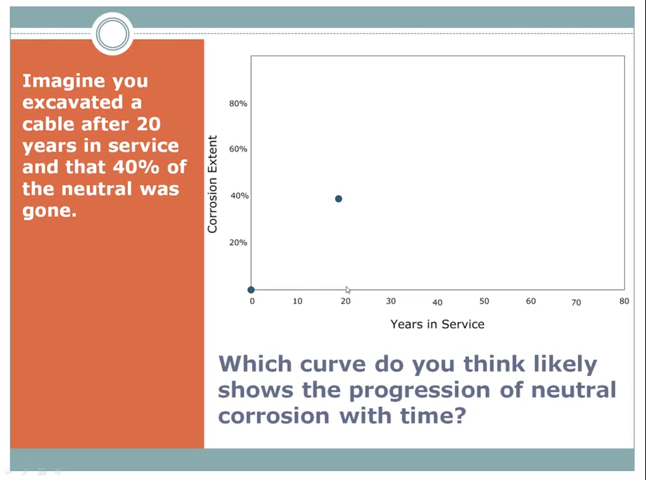 Imagine you
excavated a
cable after 20
years in service
and that 40% of
the neutral was
gone.
Corrosion Extent
80%
60%
40%
20%
0 10 20 30 40 50 60 70 80
Years in Service
Which curve do you think likely
shows the progression of neutral
corrosion with time?